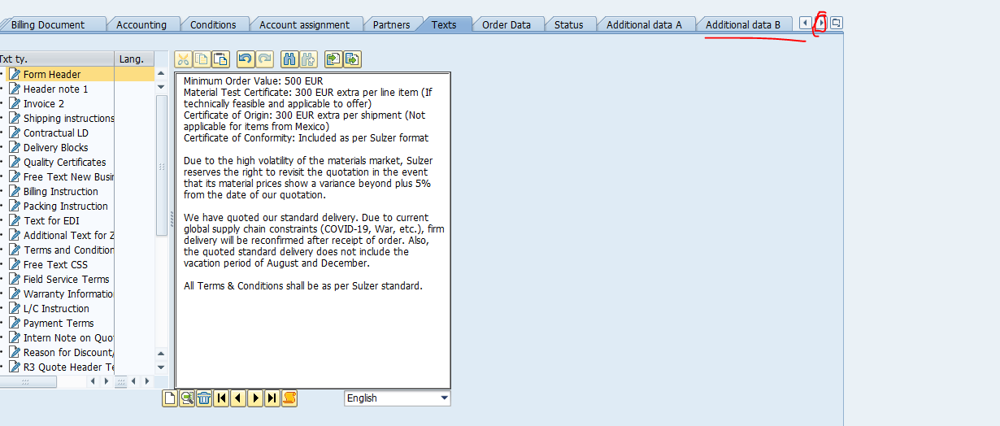 Billing Document
Accounting
Conditions
Account assignment
Partners
Texts
Order Data
Status
Additional data A
Additional data B
Txt ty.
Lang.
Form Header
Header note 1
Invoice 2
Shipping instructions
Contractual LD
Delivery Blocks
Quality Certificates
Free Text New Busi
Billing Instruction
Packing Instruction
Text for EDI
Additional Text for Z
Terms and Condition
Free Text CSS
Field Service Terms
Warranty Informatio
L/C Instruction
Payment Terms
Intern Note on Quo
Reason for Discount/
R3 Quote Header Te
Minimum Order Value: 500 EUR
Material Test Certificate: 300 EUR extra per line item (If
technically feasible and applicable to offer)
Certificate of Origin: 300 EUR extra per shipment (Not
applicable for items from Mexico)
Certificate of Conformity: Included as per Sulzer format
Due to the high volatility of the materials market, Sulzer
reserves the right to revisit the quotation in the event
that its material prices show a variance beyond plus 5%
from the date of our quotation.
We have quoted our standard delivery. Due to current
global supply chain constraints (COVID-19, War, etc.), firm
delivery will be reconfirmed after receipt of order. Also,
the quoted standard delivery does not include the
vacation period of August and December.
All Terms & Conditions shall be as per Sulzer standard.
English